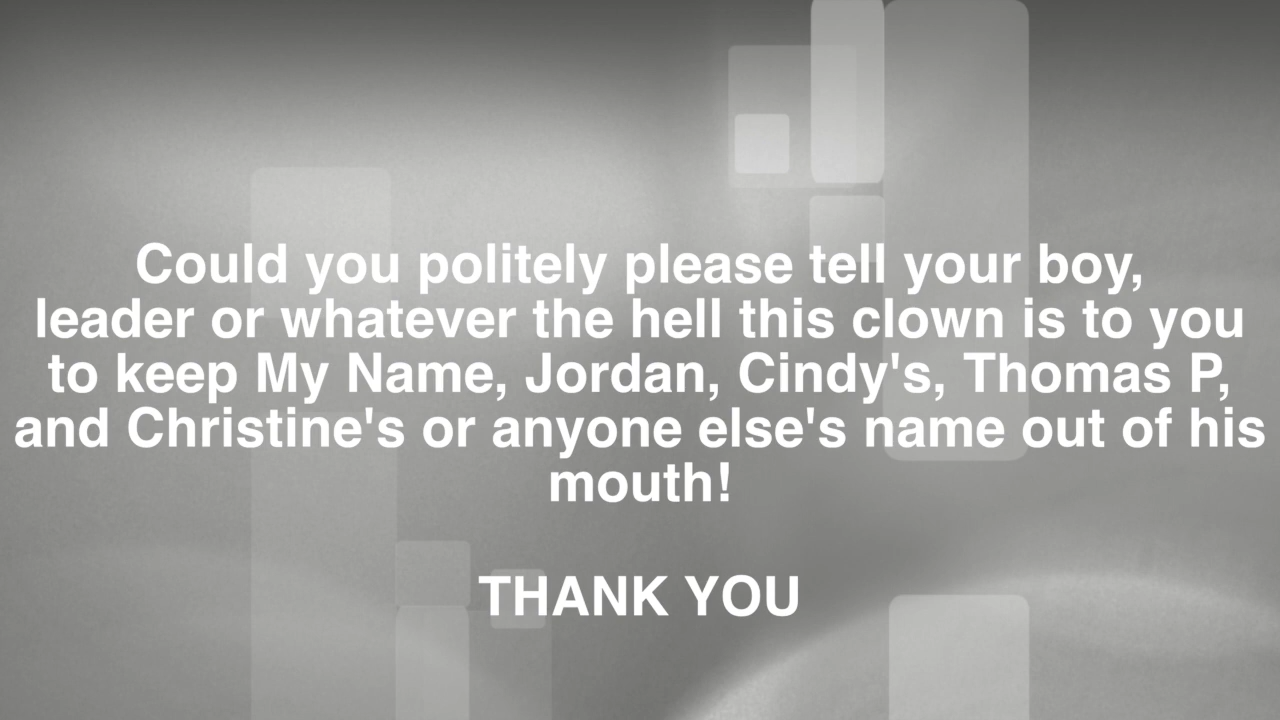 Could you politely please tell your boy,
leader or whatever the hell this clown is to you
to keep My Name, Jordan, Cindy's, Thomas P,
and Christine's or anyone else's name out of his
mouth!
THANK YOU